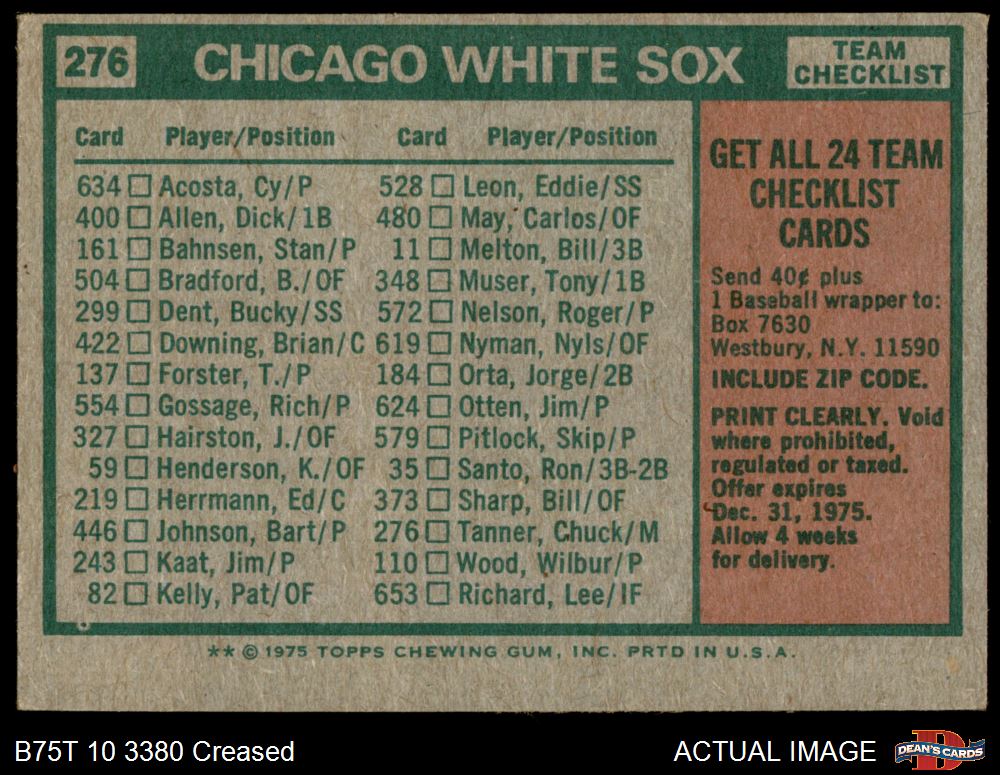 276
CHICAGO WHITE SOX
TEAM
CHECKLIST
Card Player/Position Card Player/Position
634 □ Acosta, Cy/P 528 □ Leon, Eddie/SS
400 □ Allen, Dick/1B 480 □ May, Carlos/OF
161 □ Bahnsen, Stan/P 11 □ Melton, Bill/3B
504 □ Bradford, B./OF 348 □ Muser, Tony/1B
299 □ Dent, Bucky/SS 572 □ Nelson, Roger/P
422 □ Downing, Brian/C 619 □ Nyman, Nyls/OF
137 □ Forster, T./P 184 □ Orta, Jorge/2B
554 □ Gossage, Rich/P 624 □ Otten, Jim/P
327 □ Hairston, J./OF 579 □ Pitlock, Skip/P
59 □ Henderson, K./OF 35 □ Santo, Ron/3B-2B
219 □ Herrmann, Ed/C 373 □ Sharp, Bill/OF
446 □ Johnson, Bart/P 276 □ Tanner, Chuck/M
243 □ Kaat, Jim/P 110 □ Wood, Wilbur/P
82 □ Kelly, Pat/OF 653 □ Richard, Lee/IF
GET ALL 24 TEAM
CHECKLIST
CARDS
Send 40¢ plus
1 Baseball wrapper to:
Box 7630
Westbury, N.Y. 11590
INCLUDE ZIP CODE.
PRINT CLEARLY. Void
where prohibited,
regulated or taxed.
Offer expires
Dec. 31, 1975.
Allow 4 weeks
for delivery.
** © 1975 TOPPS CHEWING GUM, INC. PRTD IN U.S.A.
B75T 10 3380 Creased
ACTUAL IMAGE
D
DEAN'S CARDS